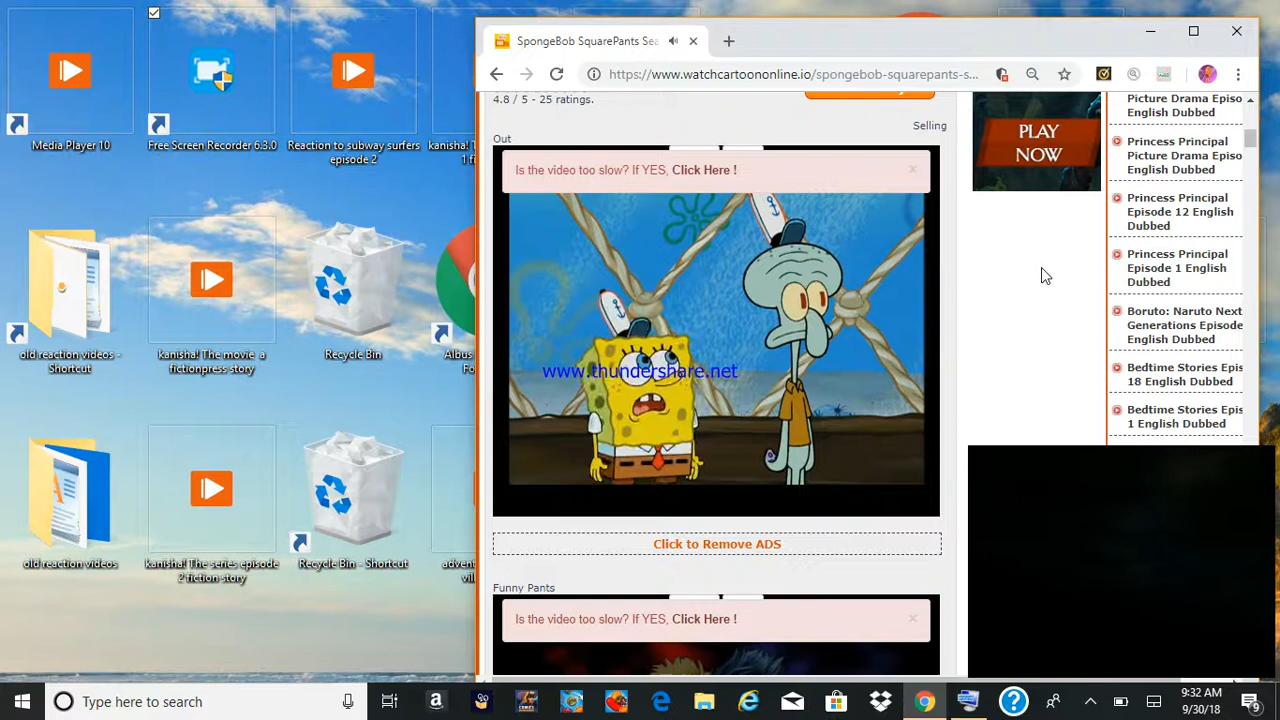 Media Player 10
Free Screen Recorder 6.3.0
Reaction to subway surfers
episode 2
kanisha!
old reaction videos -
Shortcut
kanisha! The movie a
fictionpress story
Recycle Bin
Albus
old reaction videos
kanisha! The series episode
2 fiction story
Recycle Bin - Shortcut
SpongeBob SquarePants Sea
https://www.watchcartoononline.io/spongebob-squarepants-s...
4.8 / 5 - 25 ratings.
Selling
Out
Is the video too slow? If YES, Click Here !
×
www.thundershare.net
Click to Remove ADS
Funny Pants
Is the video too slow? If YES, Click Here !
×
PLAY
NOW
Picture Drama Episo
English Dubbed
Princess Principal
Picture Drama Episo
English Dubbed
Princess Principal
Episode 12 English
Dubbed
Princess Principal
Episode 1 English
Dubbed
Boruto: Naruto Next
Generations Episode
English Dubbed
Bedtime Stories Epis
18 English Dubbed
Bedtime Stories Epis
1 English Dubbed
Type here to search
9:32 AM
9/30/18
9